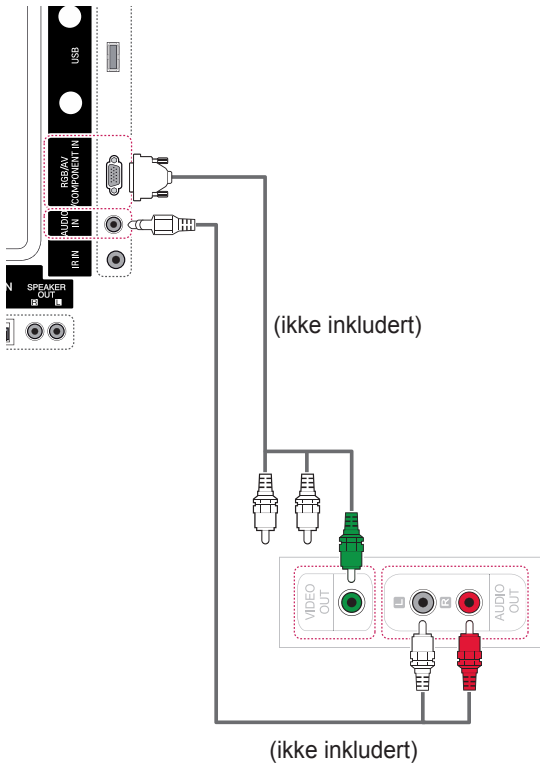 USB
RGB/AV
/COMPONENT IN
AUDIO
IN
IR IN
N
SPEAKER
OUT
R L
(ikke inkludert)
VIDEO
OUT
L R
AUDIO
OUT
(ikke inkludert)